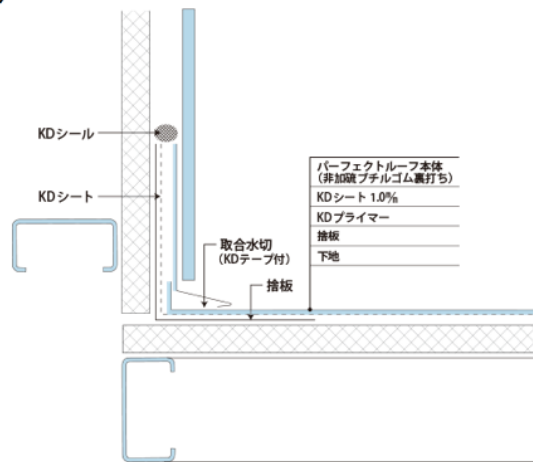 KDシール
KDシート
取合水切
(KDテープ付)
捨板
パーフェクトルーフ本体
(非加硫ブチルゴム裏打ち)
KDシート 1.0㎜
KDプライマー
捨板
下地